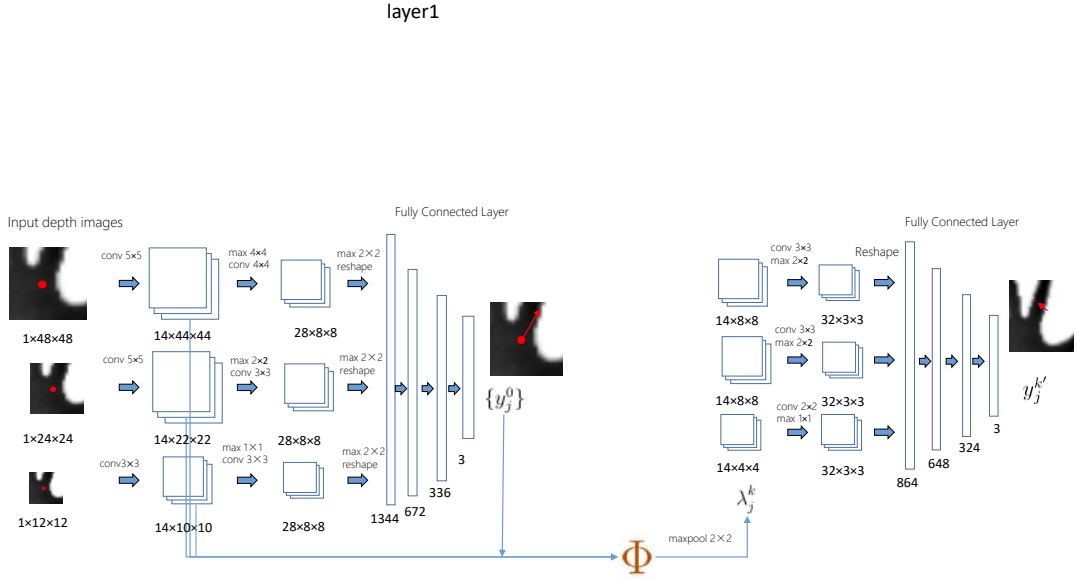 layer1
Input depth images
Fully Connected Layer
Fully Connected Layer
conv 5×5
max 4×4
conv 4×4
max 2×2
reshape
1×48×48
14×44×44
28×8×8
conv 5×5
max 2×2
conv 3×3
max 2×2
reshape
1×24×24
14×22×22
28×8×8
conv3×3
max 1×1
conv 3×3
max 2×2
reshape
1×12×12
14×10×10
28×8×8
1344
672
336
3
{y_j^0}
Φ
maxpool 2×2
λ_j^k
conv 3×3
max 2×2
Reshape
14×8×8
32×3×3
conv 3×3
max 2×2
14×8×8
32×3×3
conv 2×2
max 1×1
14×4×4
32×3×3
864
648
324
3
y_j^{k'}